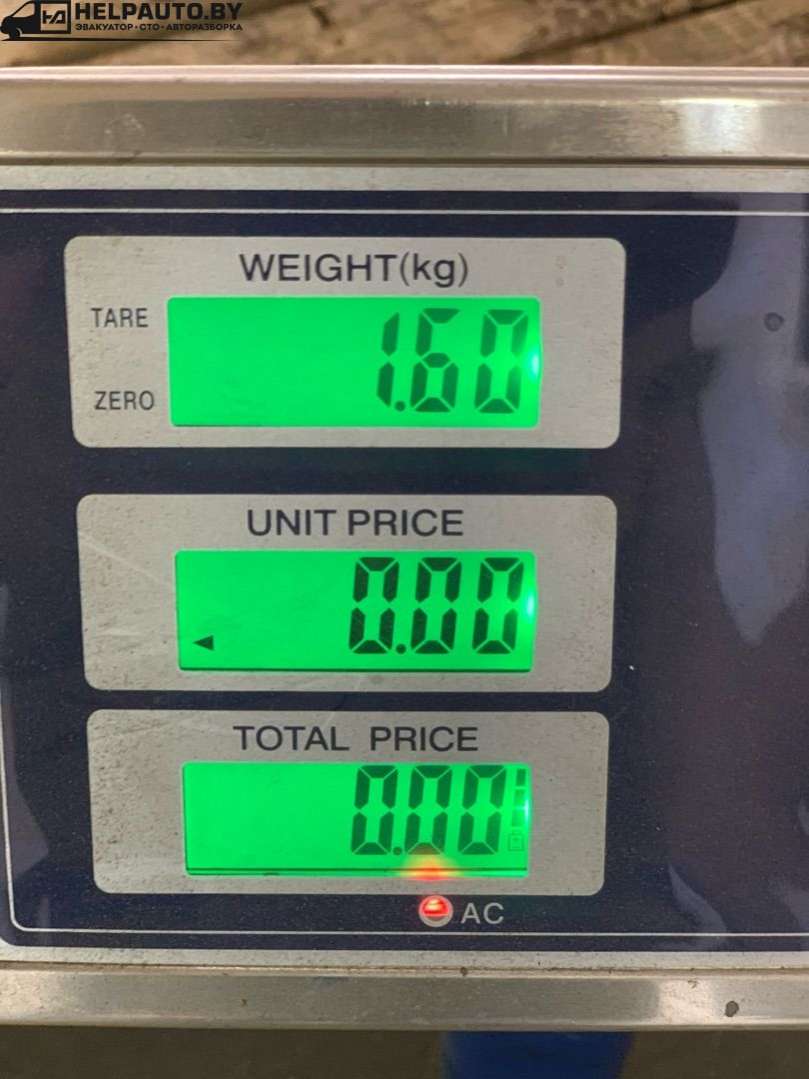 HELPAUTO.BY
ЭВАКУАТОР · СТО · АВТОРАЗБОРКА
WEIGHT(kg)
TARE
1.60
ZERO
UNIT PRICE
0.00
TOTAL PRICE
0.00
AC